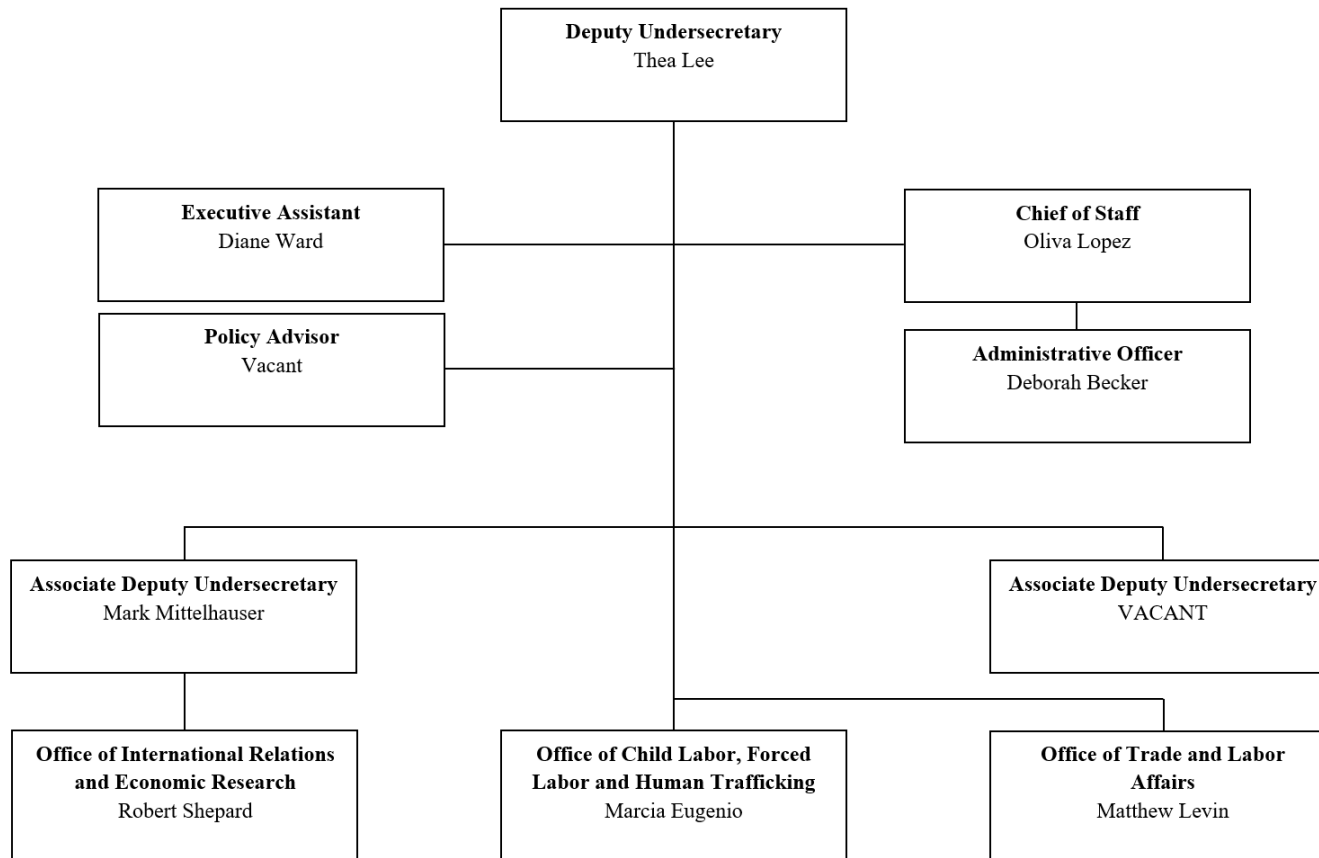 Deputy Undersecretary
Thea Lee
Executive Assistant
Diane Ward
Chief of Staff
Oliva Lopez
Policy Advisor
Vacant
Administrative Officer
Deborah Becker
Associate Deputy Undersecretary
Mark Mittelhauser
Associate Deputy Undersecretary
VACANT
Office of International Relations
and Economic Research
Robert Shepard
Office of Child Labor, Forced
Labor and Human Trafficking
Marcia Eugenio
Office of Trade and Labor
Affairs
Matthew Levin